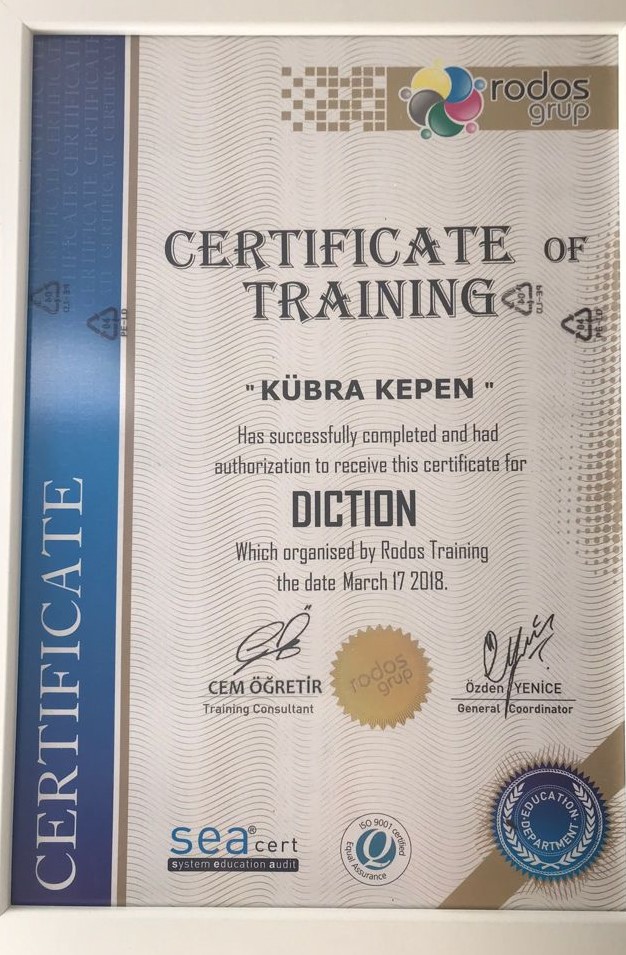 rodos
grup
CERTIFICATE OF
TRAINING
" KÜBRA KEPEN "
Has successfully completed and had
authorization to receive this certificate for
DICTION
Which organised by Rodos Training
the date March 17 2018.
CEM ÖĞRETİR
Training Consultant
rodos
grup
Özden YENİCE
General Coordinator
CERTIFICATE
sea® cert
system education audit
ISO 9001 certified
Equal Assurance
EDUCATION
DEPARTMENT